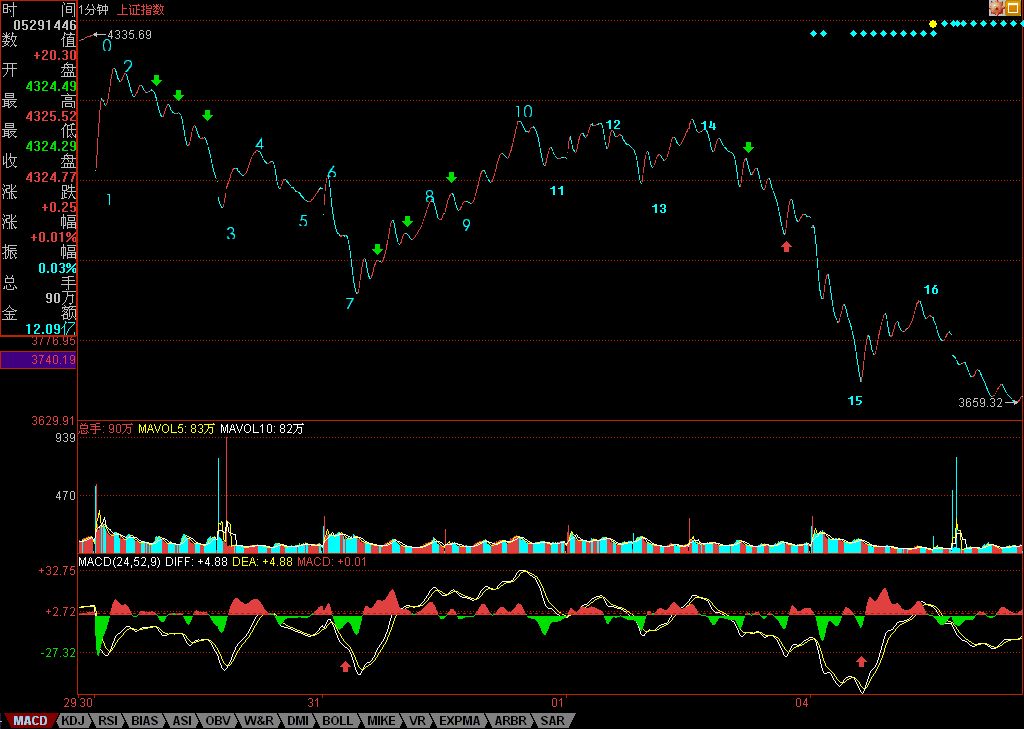 时 间 1分钟 上证指数
05291446
数 值
+20.30
开 盘
4324.49
最 高
4325.52
最 低
4324.29
收 盘
4324.77
涨 跌
+0.25
涨 幅
+0.01%
振 幅
0.03%
总 手
90万
金 额
12.09亿
3776.95
3740.19
3629.91
4335.69
0
2
1
3
4
5
6
7
8
9
10
11
12
13
14
15
16
3659.32
总手: 90万 MAVOL5: 83万 MAVOL10: 82万
939
470
MACD(24,52,9) DIFF: +4.88 DEA: +4.88 MACD: +0.01
+32.75
+2.72
-27.32
29 30 31 01 04
MACD KDJ RSI BIAS ASI OBV W&R DMI BOLL MIKE VR EXPMA ARBR SAR